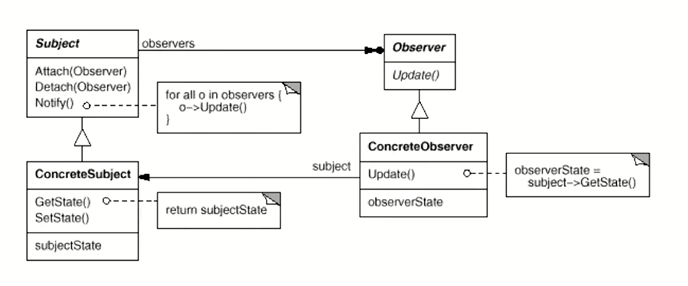 Subject
Attach(Observer)
Detach(Observer)
Notify()
observers
Observer
Update()
for all o in observers {
o->Update()
}
ConcreteSubject
GetState()
SetState()
subjectState
return subjectState
subject
ConcreteObserver
Update()
observerState
observerState =
subject->GetState()